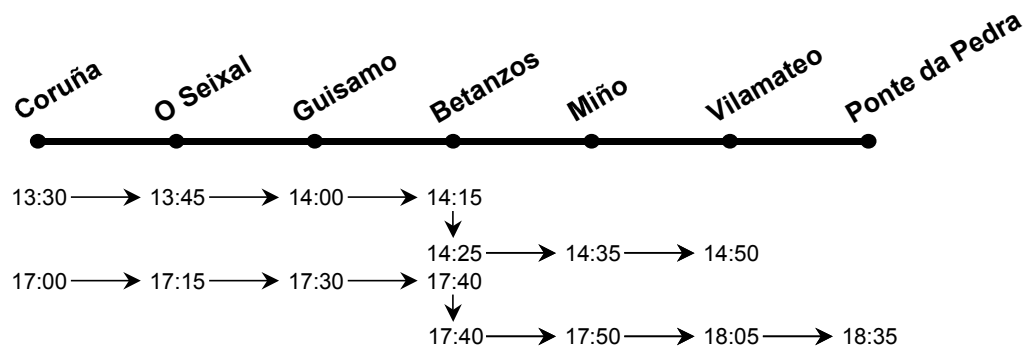 Coruña O Seixal Guisamo Betanzos Miño Vilamateo Ponte da Pedra
13:30 13:45 14:00 14:15
14:25 14:35 14:50
17:00 17:15 17:30 17:40
17:40 17:50 18:05 18:35